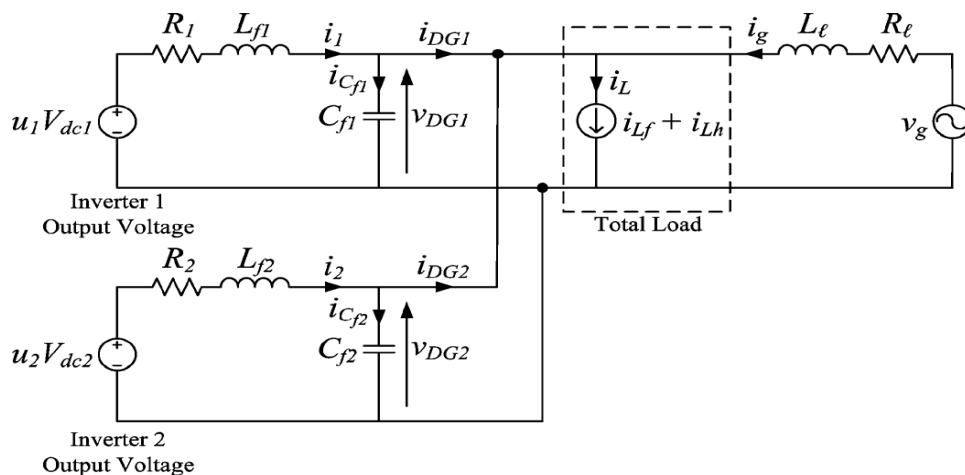 R1 Lf1 i1 iDG1 ig Lℓ Rℓ
iCf1 iL
u1Vdc1 + − Cf1 vDG1 iLf + iLh vg
Inverter 1
Output Voltage
Total Load
R2 Lf2 i2 iDG2
iCf2
u2Vdc2 + − Cf2 vDG2
Inverter 2
Output Voltage